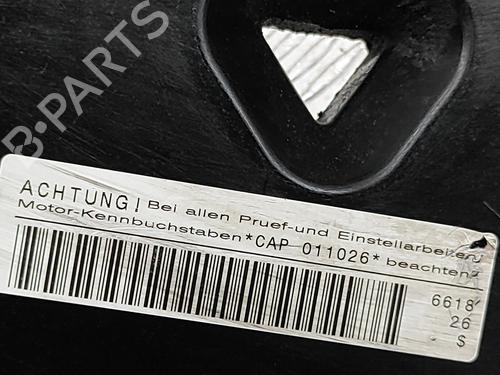 B-PARTS
ACHTUNG! Bei allen Pruef-und Einstellarbeiten
Motor-Kennbuchstaben *CAP 011026* beachten
6618
26
S